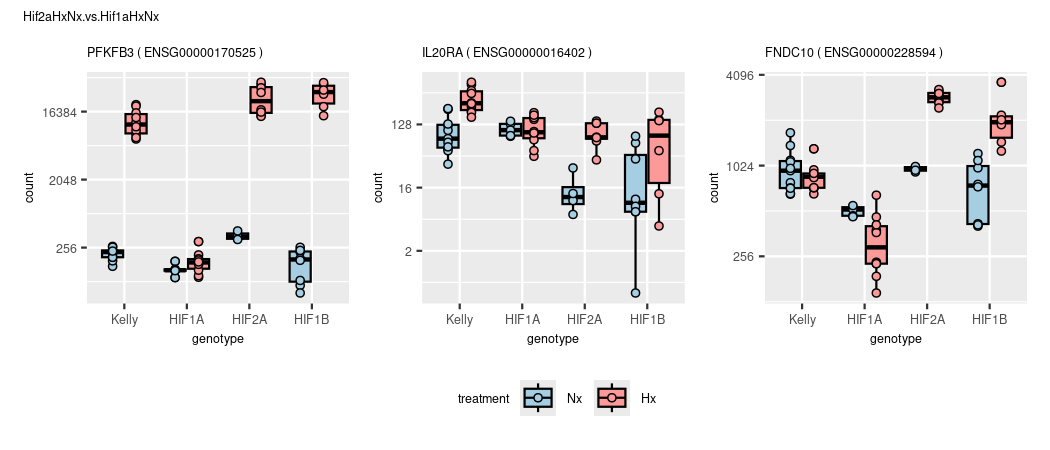 Hif2aHxNx.vs.Hif1aHxNx
PFKFB3 ( ENSG00000170525 )
IL20RA ( ENSG00000016402 )
FNDC10 ( ENSG00000228594 )
count
16384
2048
256
Kelly
HIF1A
HIF2A
HIF1B
genotype
count
128
16
2
Kelly
HIF1A
HIF2A
HIF1B
genotype
count
4096
1024
256
Kelly
HIF1A
HIF2A
HIF1B
genotype
treatment
Nx
Hx